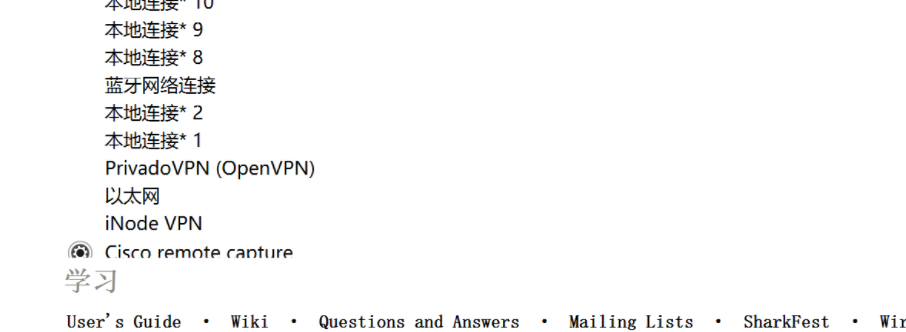 本地连接* 10
本地连接* 9
本地连接* 8
蓝牙网络连接
本地连接* 2
本地连接* 1
PrivadoVPN (OpenVPN)
以太网
iNode VPN
Cisco remote capture
学习
User's Guide · Wiki · Questions and Answers · Mailing Lists · SharkFest ·